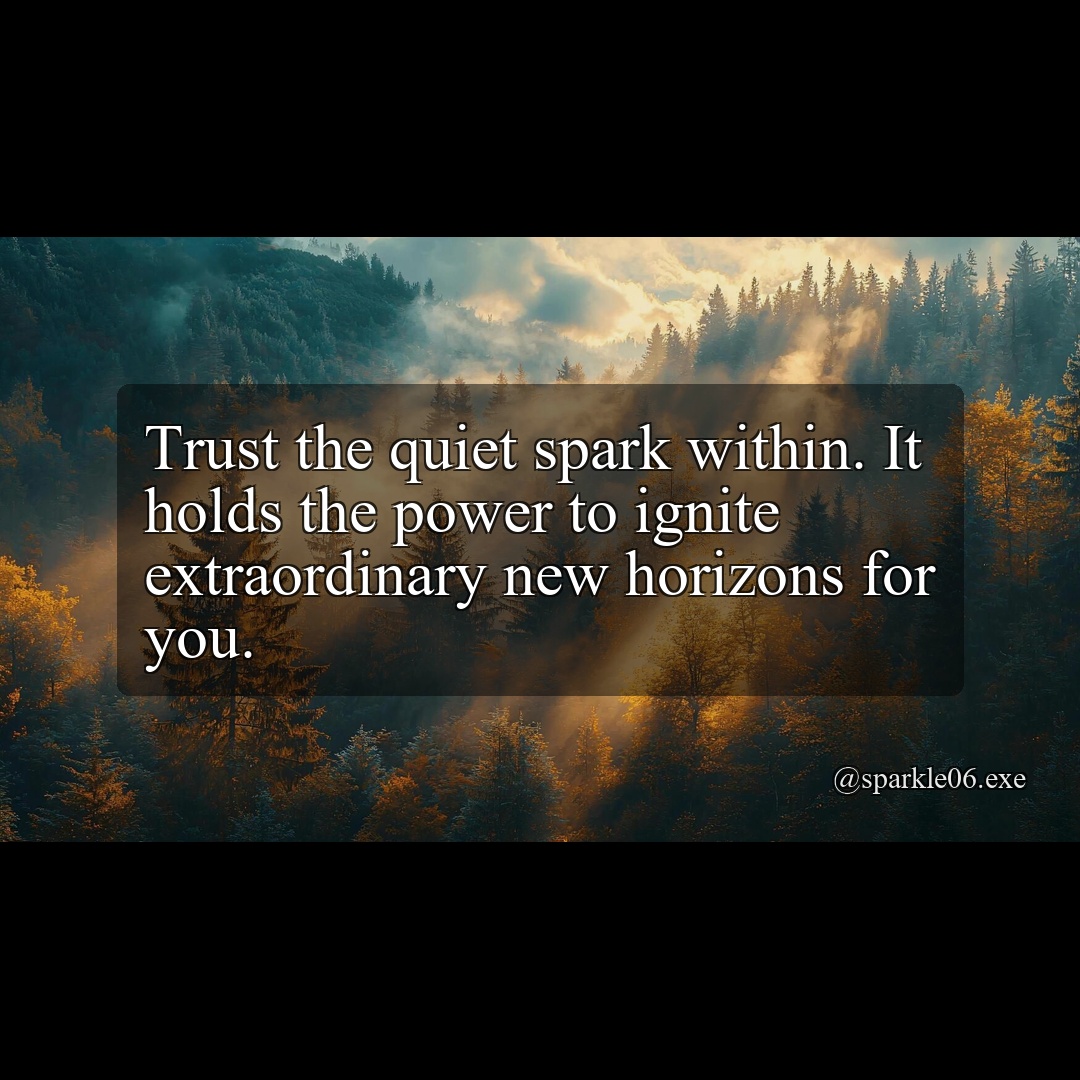 Trust the quiet spark within. It
holds the power to ignite
extraordinary new horizons for
you.
@sparkle06.exe